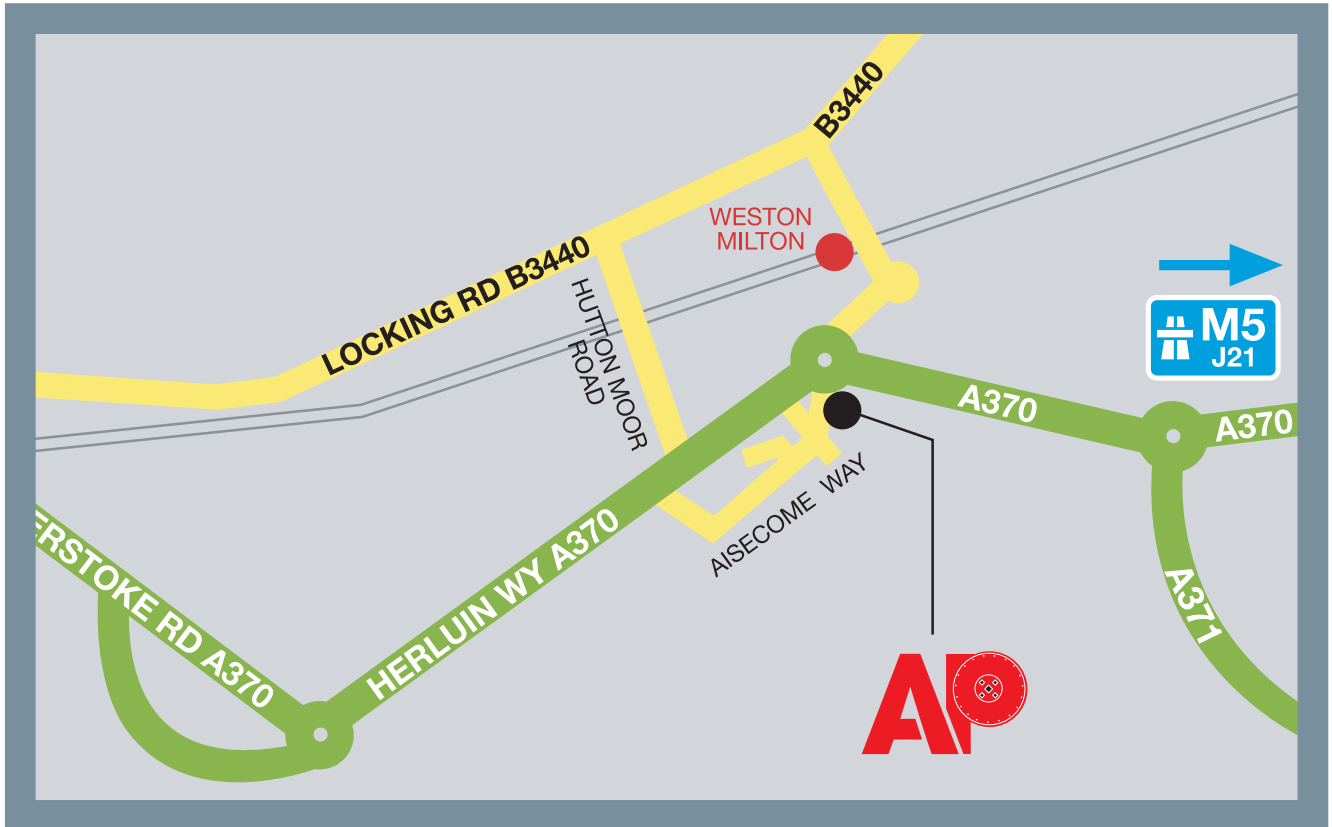 B3440
WESTON
MILTON
LOCKING RD B3440
HUTTON MOOR
ROAD
M5
J21
A370
A370
AISECOME WAY
ERSTOKE RD A370
HERLUIN WY A370
A371
AP